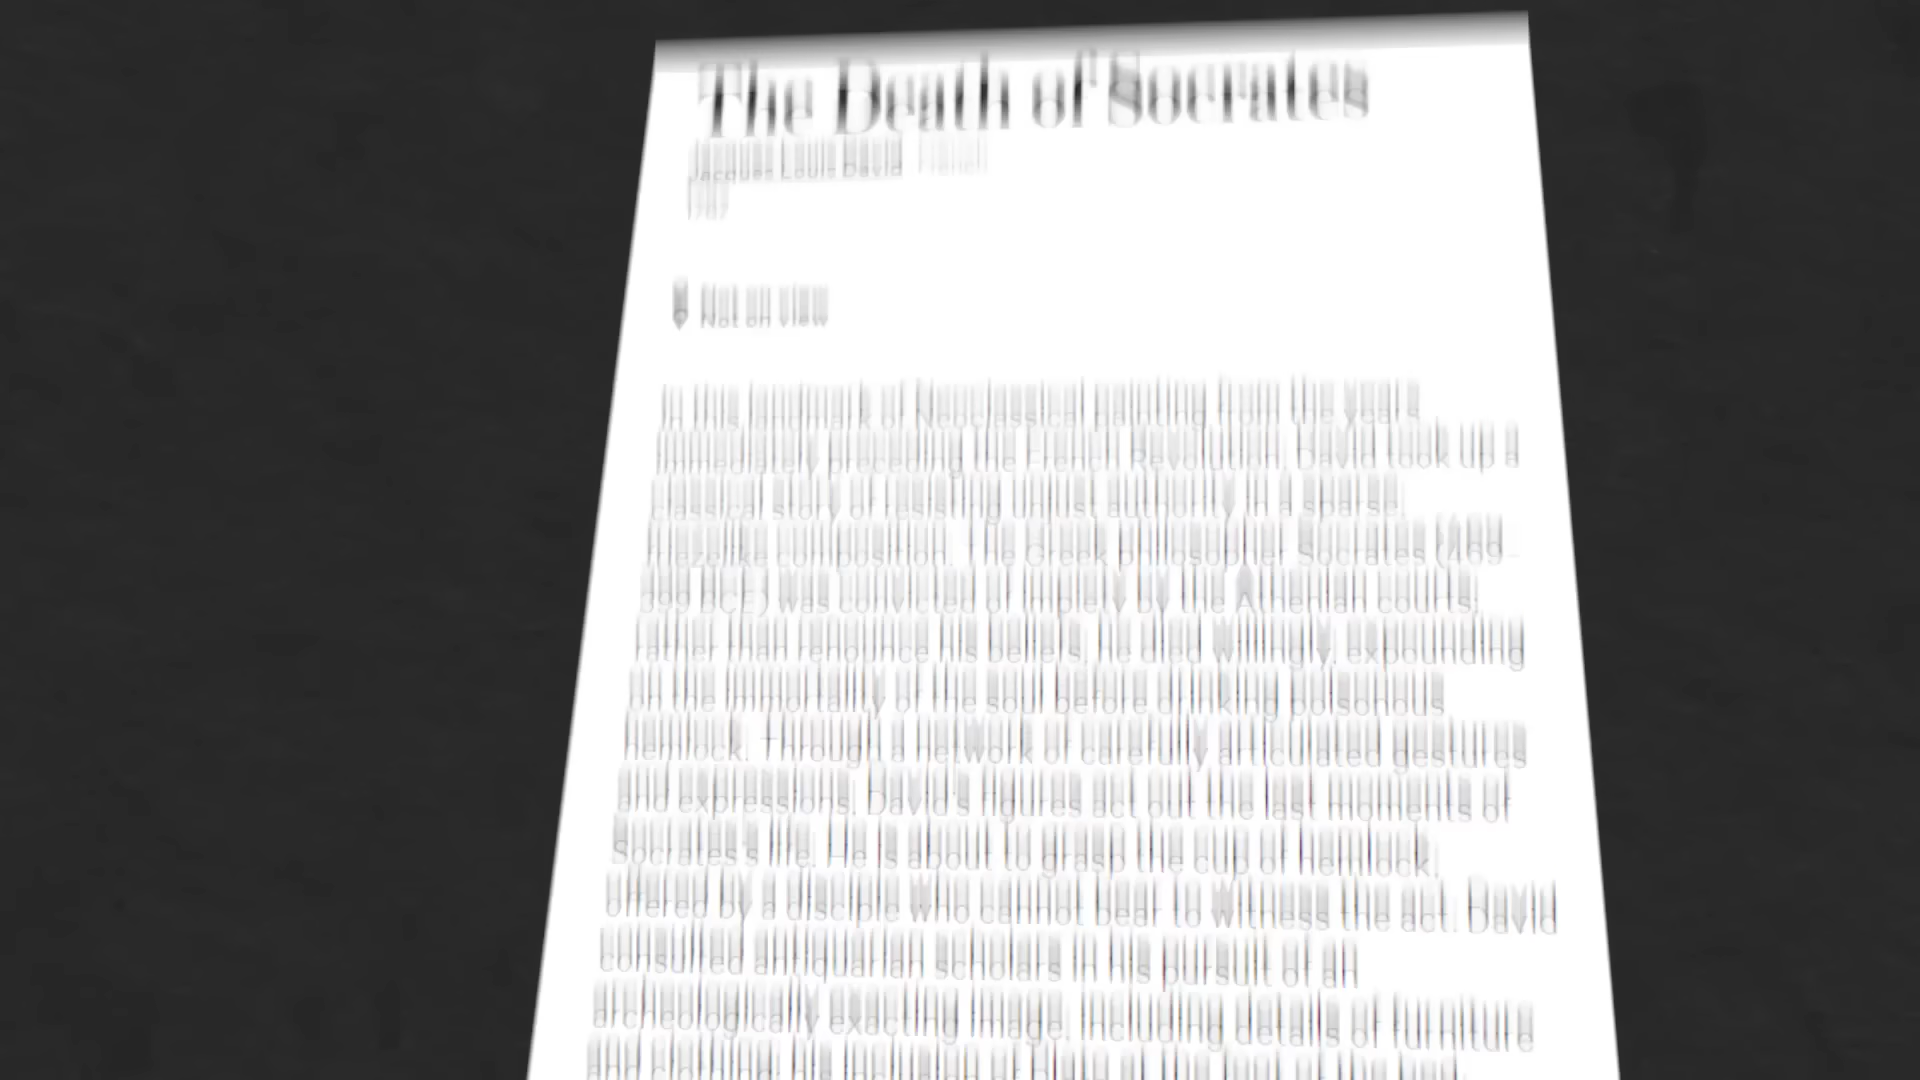 The Death of Socrates
Jacques Louis David
Not on view
In this landmark of Neoclassical painting from the years
immediately preceding the French Revolution, David took up a
classical story of resisting unjust authority in a sparse,
friezelike composition. The Greek philosopher Socrates (469–
399 BCE) was convicted of impiety by the Athenian courts;
rather than renounce his beliefs, he died willingly, expounding
on the immortality of the soul before drinking poisonous
hemlock. Through a network of carefully articulated gestures
and expressions, David's figures act out the last moments of
Socrates's life. He is about to grasp the cup of hemlock,
offered by a disciple who cannot bear to witness the act. David
consulted antiquarian scholars in his pursuit of an
archeologically exacting image, including details of furniture
and clothing; his inclusion of